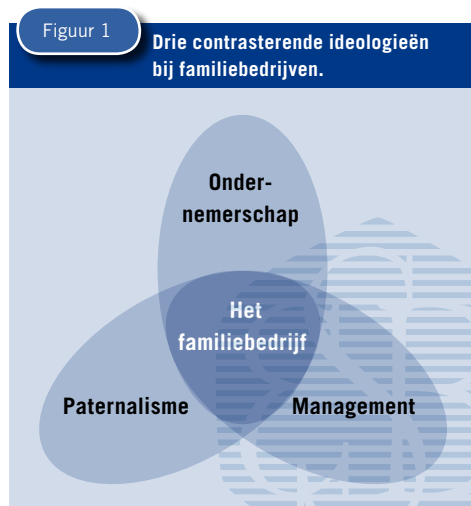 Figuur 1
Drie contrasterende ideologieën
bij familiebedrijven.
Onder-
nemerschap
Het
familiebedrijf
Paternalisme
Management